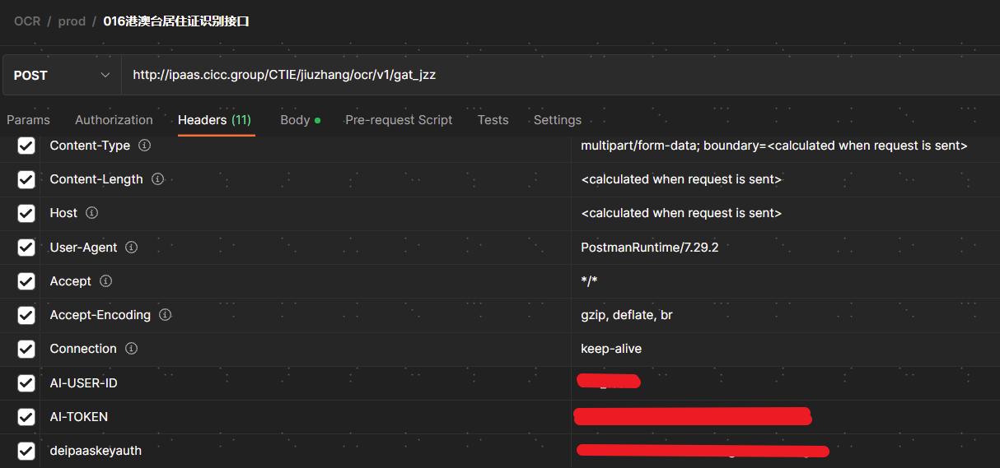 OCR / prod / 016港澳台居住证识别接口
POST http://ipaas.cicc.group/CTIE/jiuzhang/ocr/v1/gat_jzz
Params Authorization Headers (11) Body Pre-request Script Tests Settings
Content-Type multipart/form-data; boundary=<calculated when request is sent>
Content-Length <calculated when request is sent>
Host <calculated when request is sent>
User-Agent PostmanRuntime/7.29.2
Accept */*
Accept-Encoding gzip, deflate, br
Connection keep-alive
AI-USER-ID
AI-TOKEN
deipaaskeyauth